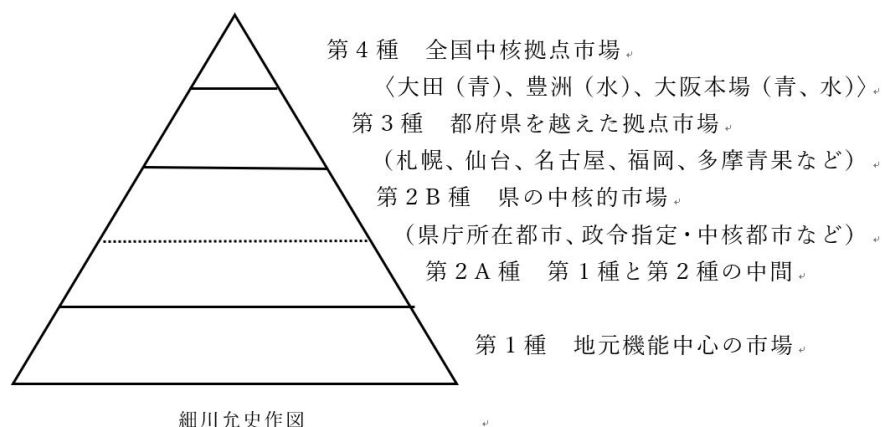 第4種 全国中核拠点市場
〈大田（青）、豊洲（水）、大阪本場（青、水）〉
第3種 都府県を越えた拠点市場
（札幌、仙台、名古屋、福岡、多摩青果など）
第2B種 県の中核的市場
（県庁所在都市、政令指定・中核都市など）
第2A種 第1種と第2種の中間
第1種 地元機能中心の市場
細川允史作図